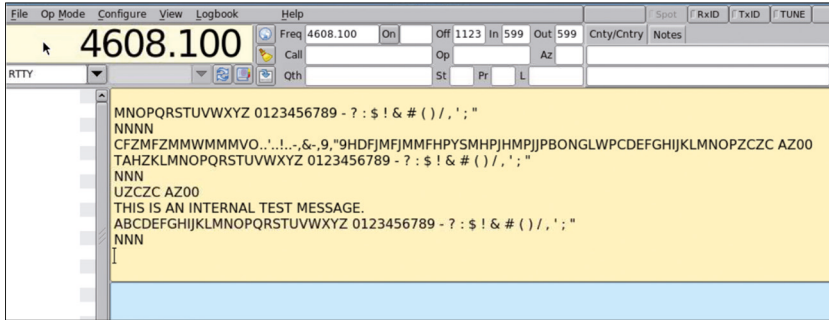 File Op Mode Configure View Logbook Help Spot RxID TxID TUNE
4608.100 Freq 4608.100 On Off 1123 In 599 Out 599 Cnty/Cntry Notes
Call Op Az
RTTY Qth St Pr L
MNOPQRSTUVWXYZ 0123456789 - ? : $ ! & # ( ) / , ' ; "
NNNN
CFZMFZMMWMMMVO..'..!..-,&-,9,"9HDFJMFJMMFHPYSMHPJHMPJJPBONGLWPCDEFGHIJKLMNOPZCZC AZ00
TAHZKLMNOPQRSTUVWXYZ 0123456789 - ? : $ ! & # ( ) / , ' ; "
NNN
UZCZC AZ00
THIS IS AN INTERNAL TEST MESSAGE.
ABCDEFGHIJKLMNOPQRSTUVWXYZ 0123456789 - ? : $ ! & # ( ) / , ' ; "
NNN